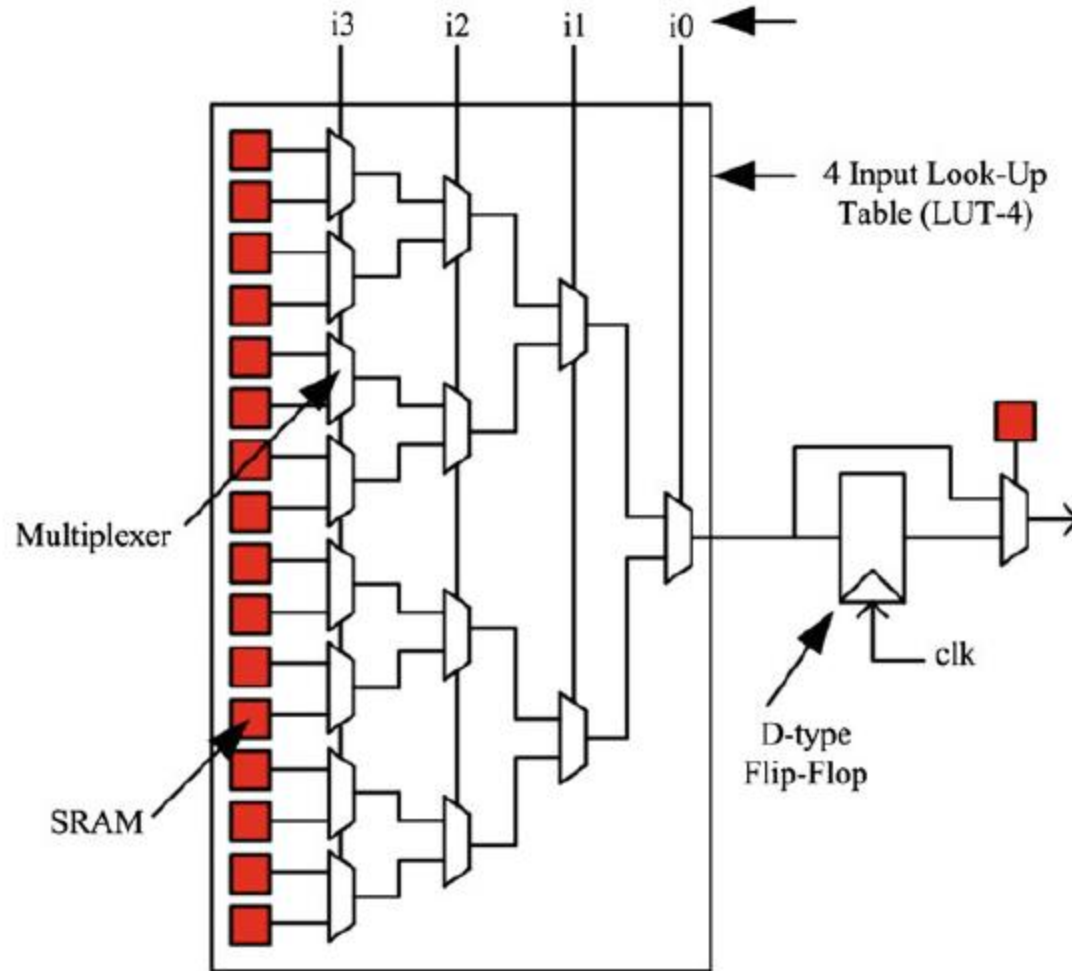 i3 i2 i1 i0
4 Input Look-Up
Table (LUT-4)
Multiplexer
clk
D-type
Flip-Flop
SRAM